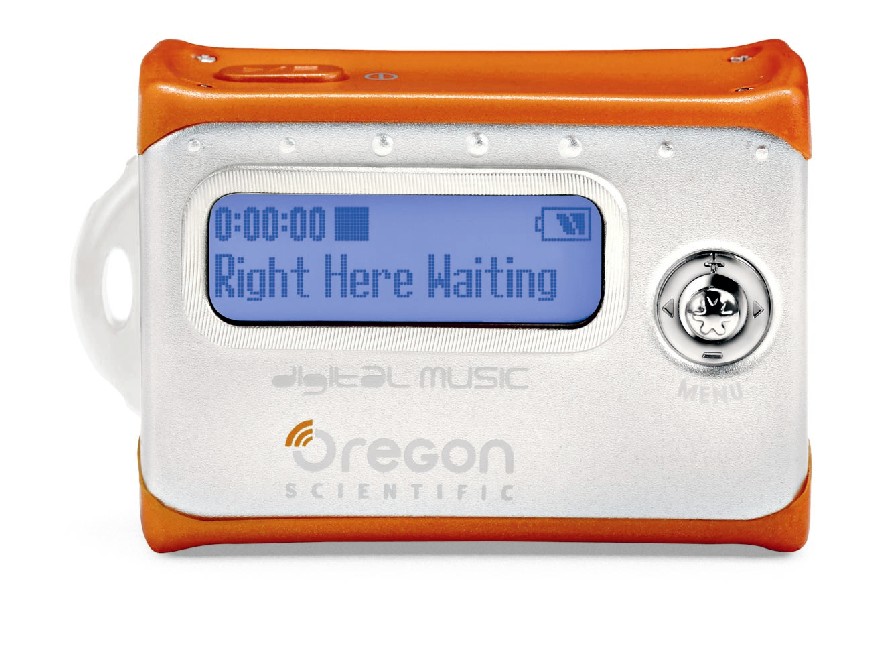 0:00:00
Right Here Waiting
MENU
digital music
Oregon
SCIENTIFIC